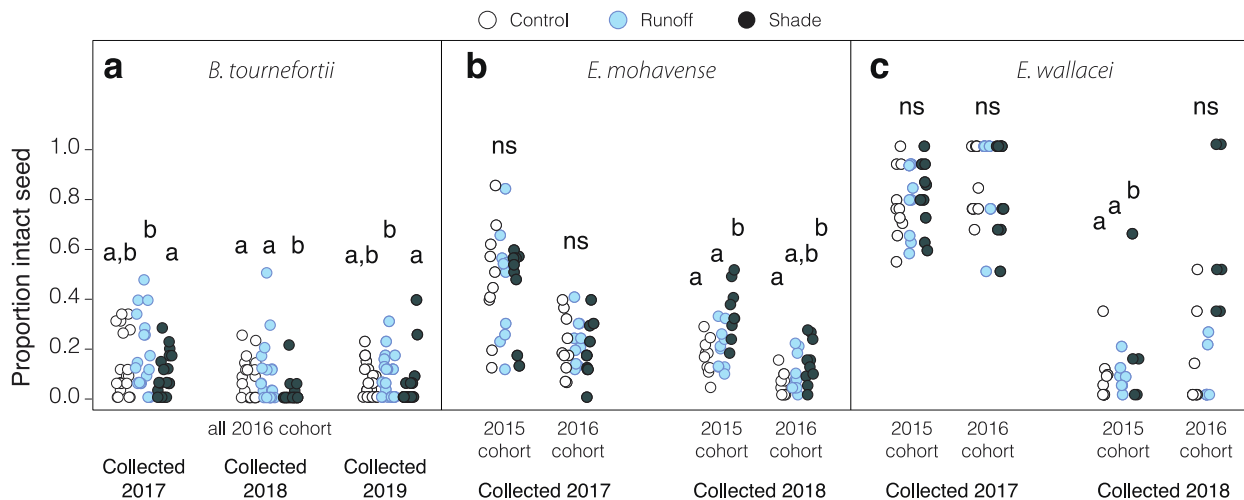 Control Runoff Shade
a B. tournefortii
b E. mohavense
c E. wallacei
Proportion intact seed
1.0
0.8
0.6
0.4
0.2
0.0
a,b b a
a a b
a,b b a
ns
ns
a a b
a a,b b
ns
ns
a a b
ns
all 2016 cohort
Collected 2017
Collected 2018
Collected 2019
2015 cohort
2016 cohort
2015 cohort
2016 cohort
Collected 2017
Collected 2018
2015 cohort
2016 cohort
2015 cohort
2016 cohort
Collected 2017
Collected 2018